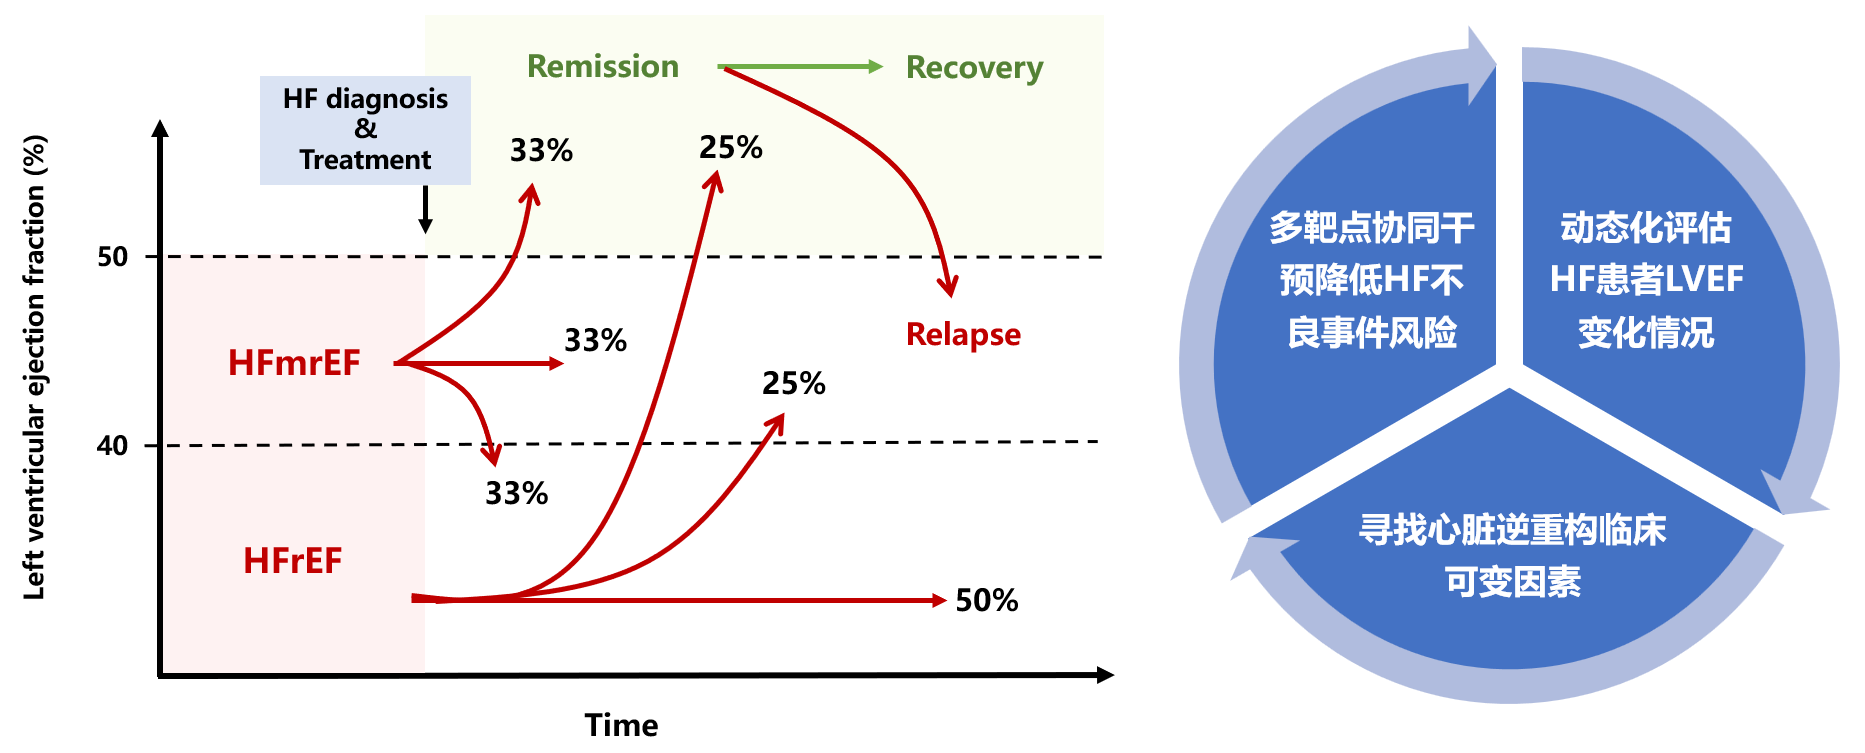 Remission
Recovery
HF diagnosis
&
Treatment
33%
25%
50
Left ventricular ejection fraction (%)
HFmrEF
33%
Relapse
25%
40
33%
HFrEF
50%
Time
多靶点协同干
预降低HF不
良事件风险
动态化评估
HF患者LVEF
变化情况
寻找心脏逆重构临床
可变因素